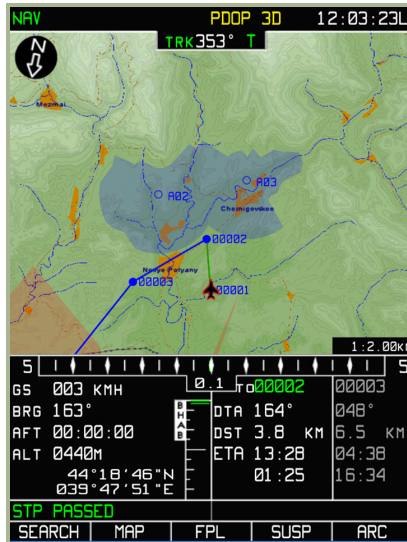 NAV PDOP 3D 12:03:23L
TRK353° T
N
Mezmai
A02 A03
Chernigovskoe
00002
Novye Polyany
00003
00001
1:2.00KM
S S
0.1
GS 003 KMH TO00002 00003
BRG 163° DTA 164° 048°
AFT 00:00:00 DST 3.8 KM 6.5 KM
ALT 0440M ETA 13:28 04:38
44°18'46"N 01:25 16:34
039°47'51"E
STP PASSED
SEARCH MAP FPL SUSP ARC